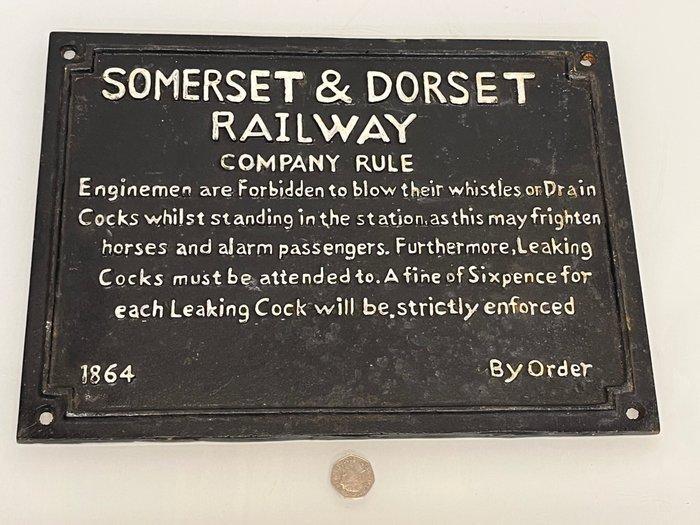 SOMERSET & DORSET
RAILWAY
COMPANY RULE
Enginemen are Forbidden to blow their whistles or Drain
Cocks whilst standing in the station, as this may frighten
horses and alarm passengers. Furthermore, Leaking
Cocks must be attended to. A fine of Sixpence for
each Leaking Cock will be strictly enforced
1864 By Order